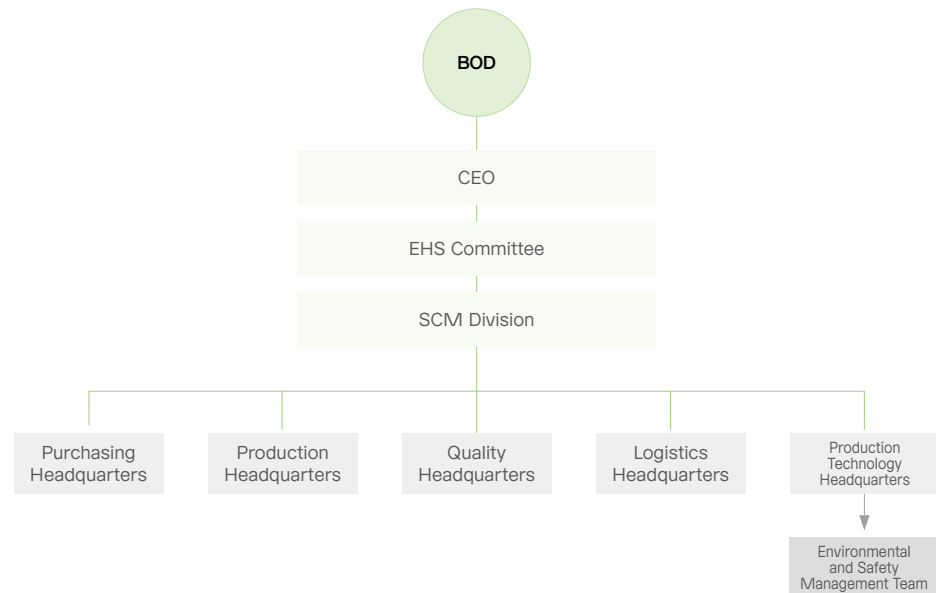 BOD
CEO
EHS Committee
SCM Division
Purchasing
Headquarters
Production
Headquarters
Quality
Headquarters
Logistics
Headquarters
Production
Technology
Headquarters
Environmental
and Safety
Management Team